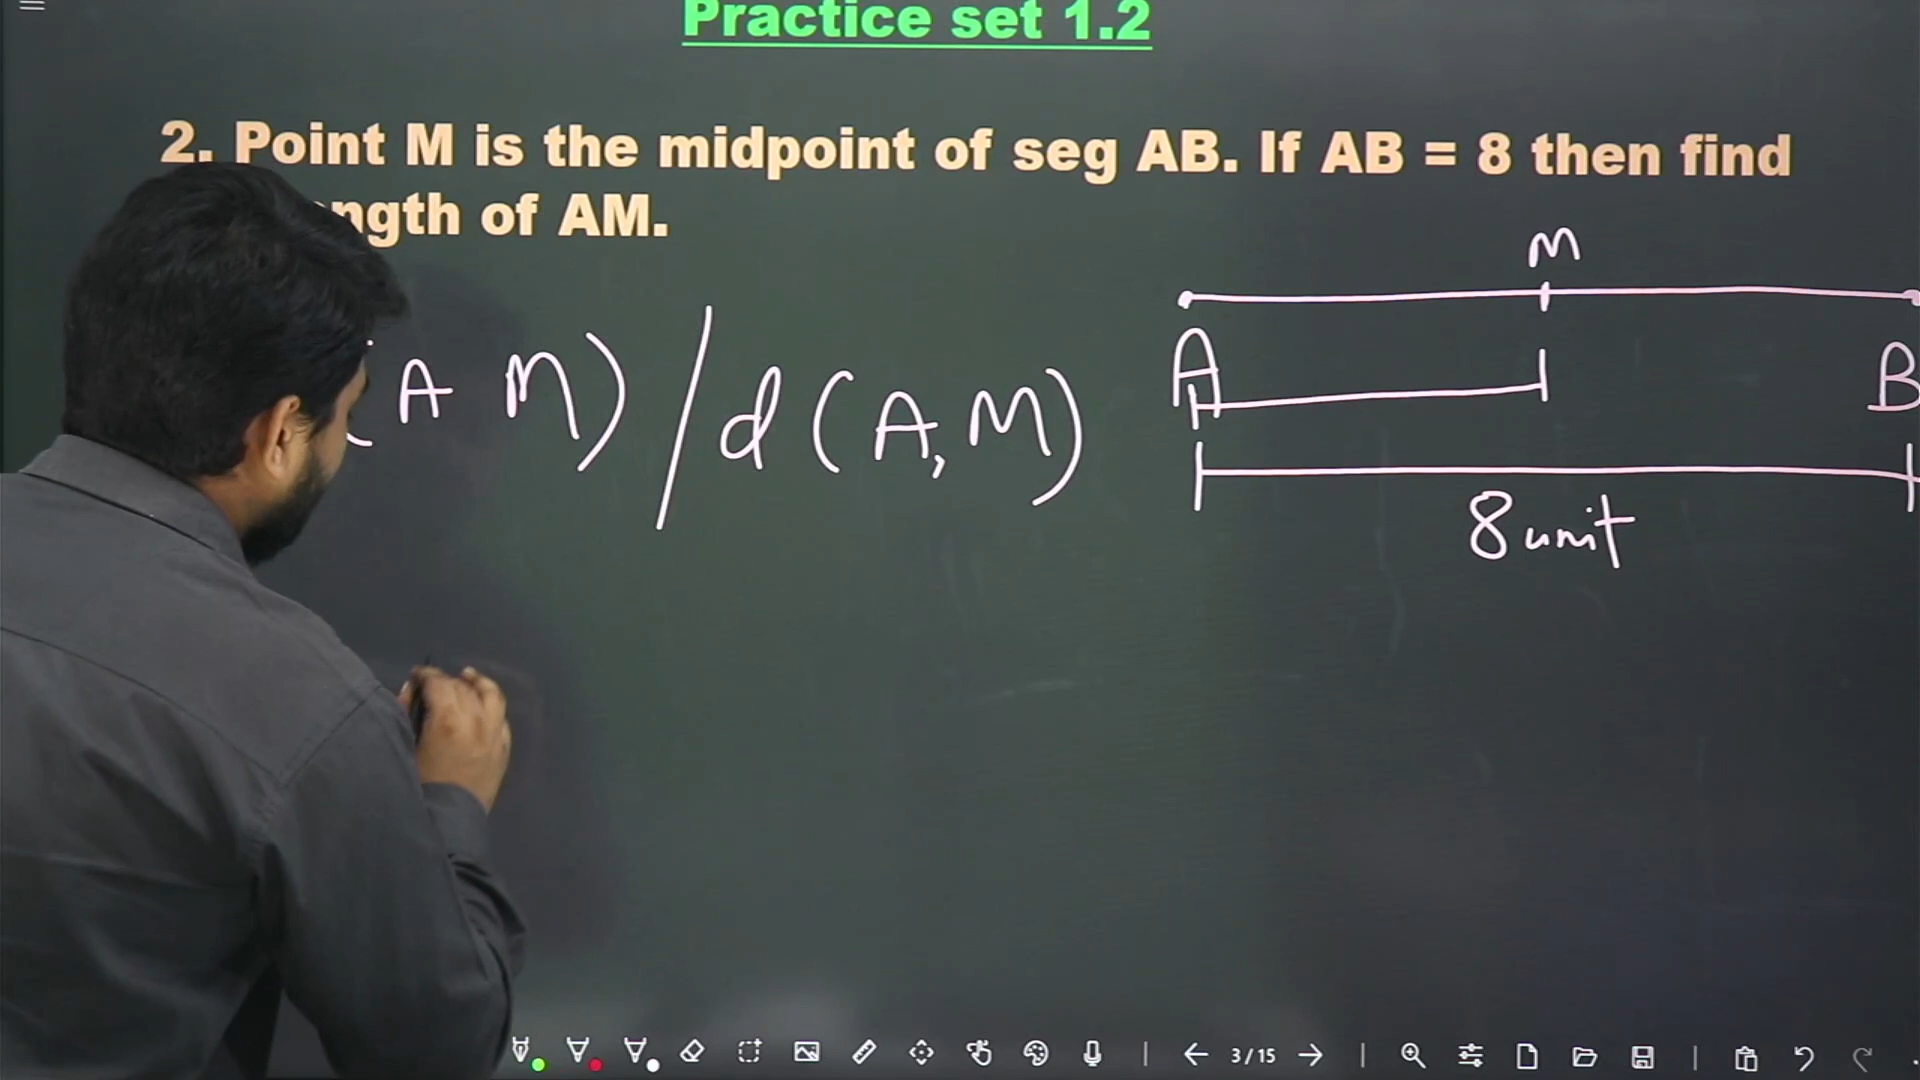 Practice set 1.2
2. Point M is the midpoint of seg AB. If AB = 8 then find
ngth of AM.
M
A
B
(A M) / d (A, M)
8 unit
3 / 15